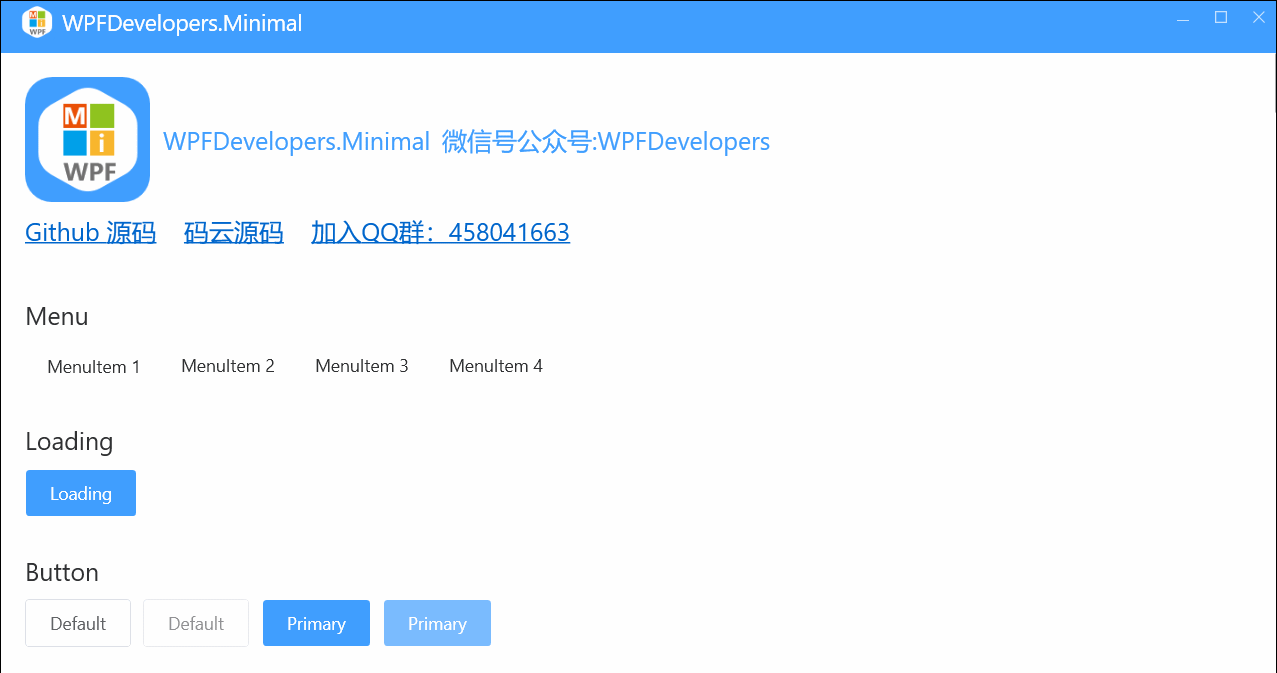 WPFDevelopers.Minimal
WPF
M
i
WPF
WPFDevelopers.Minimal 微信号公众号:WPFDevelopers
Github 源码 码云源码 加入QQ群：458041663
Menu
MenuItem 1 MenuItem 2 MenuItem 3 MenuItem 4
Loading
Loading
Button
Default Default Primary Primary